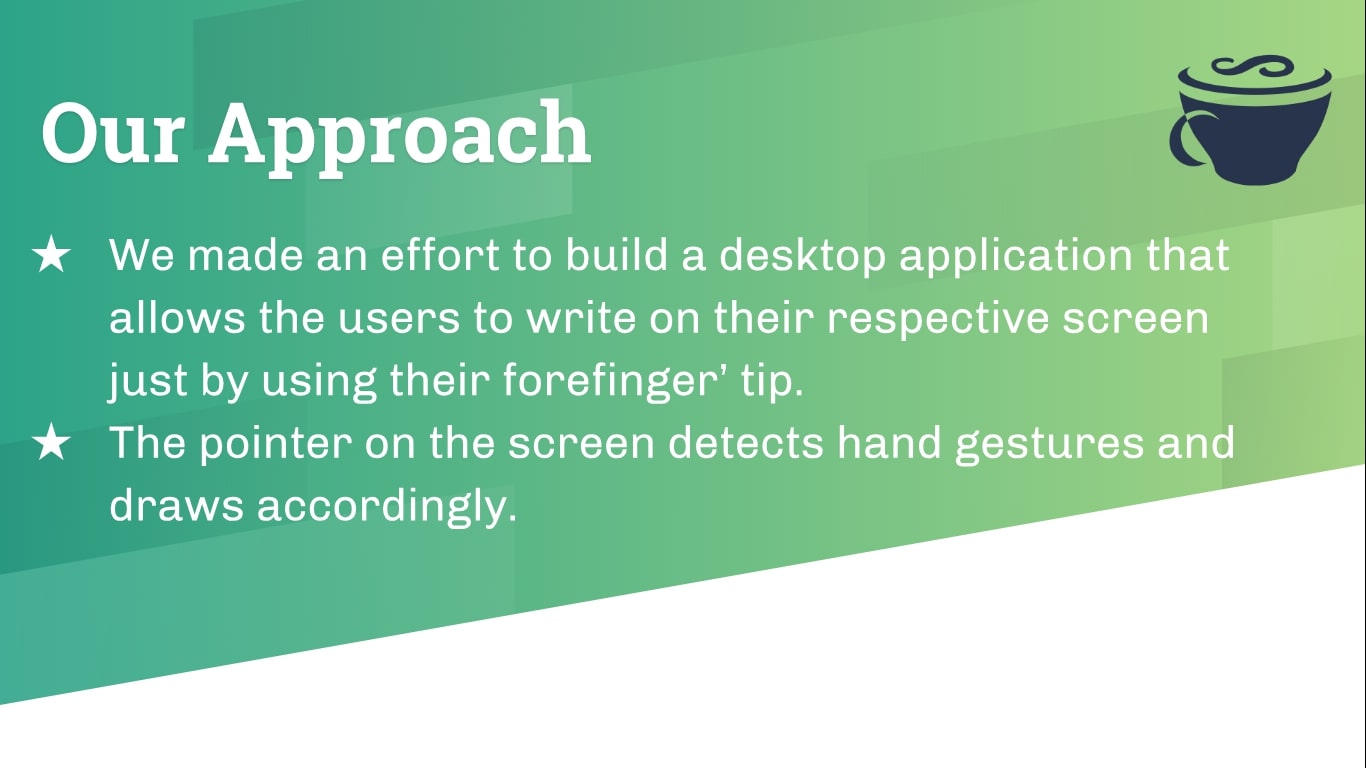 Our Approach
★ We made an effort to build a desktop application that
allows the users to write on their respective screen
just by using their forefinger’ tip.
★ The pointer on the screen detects hand gestures and
draws accordingly.